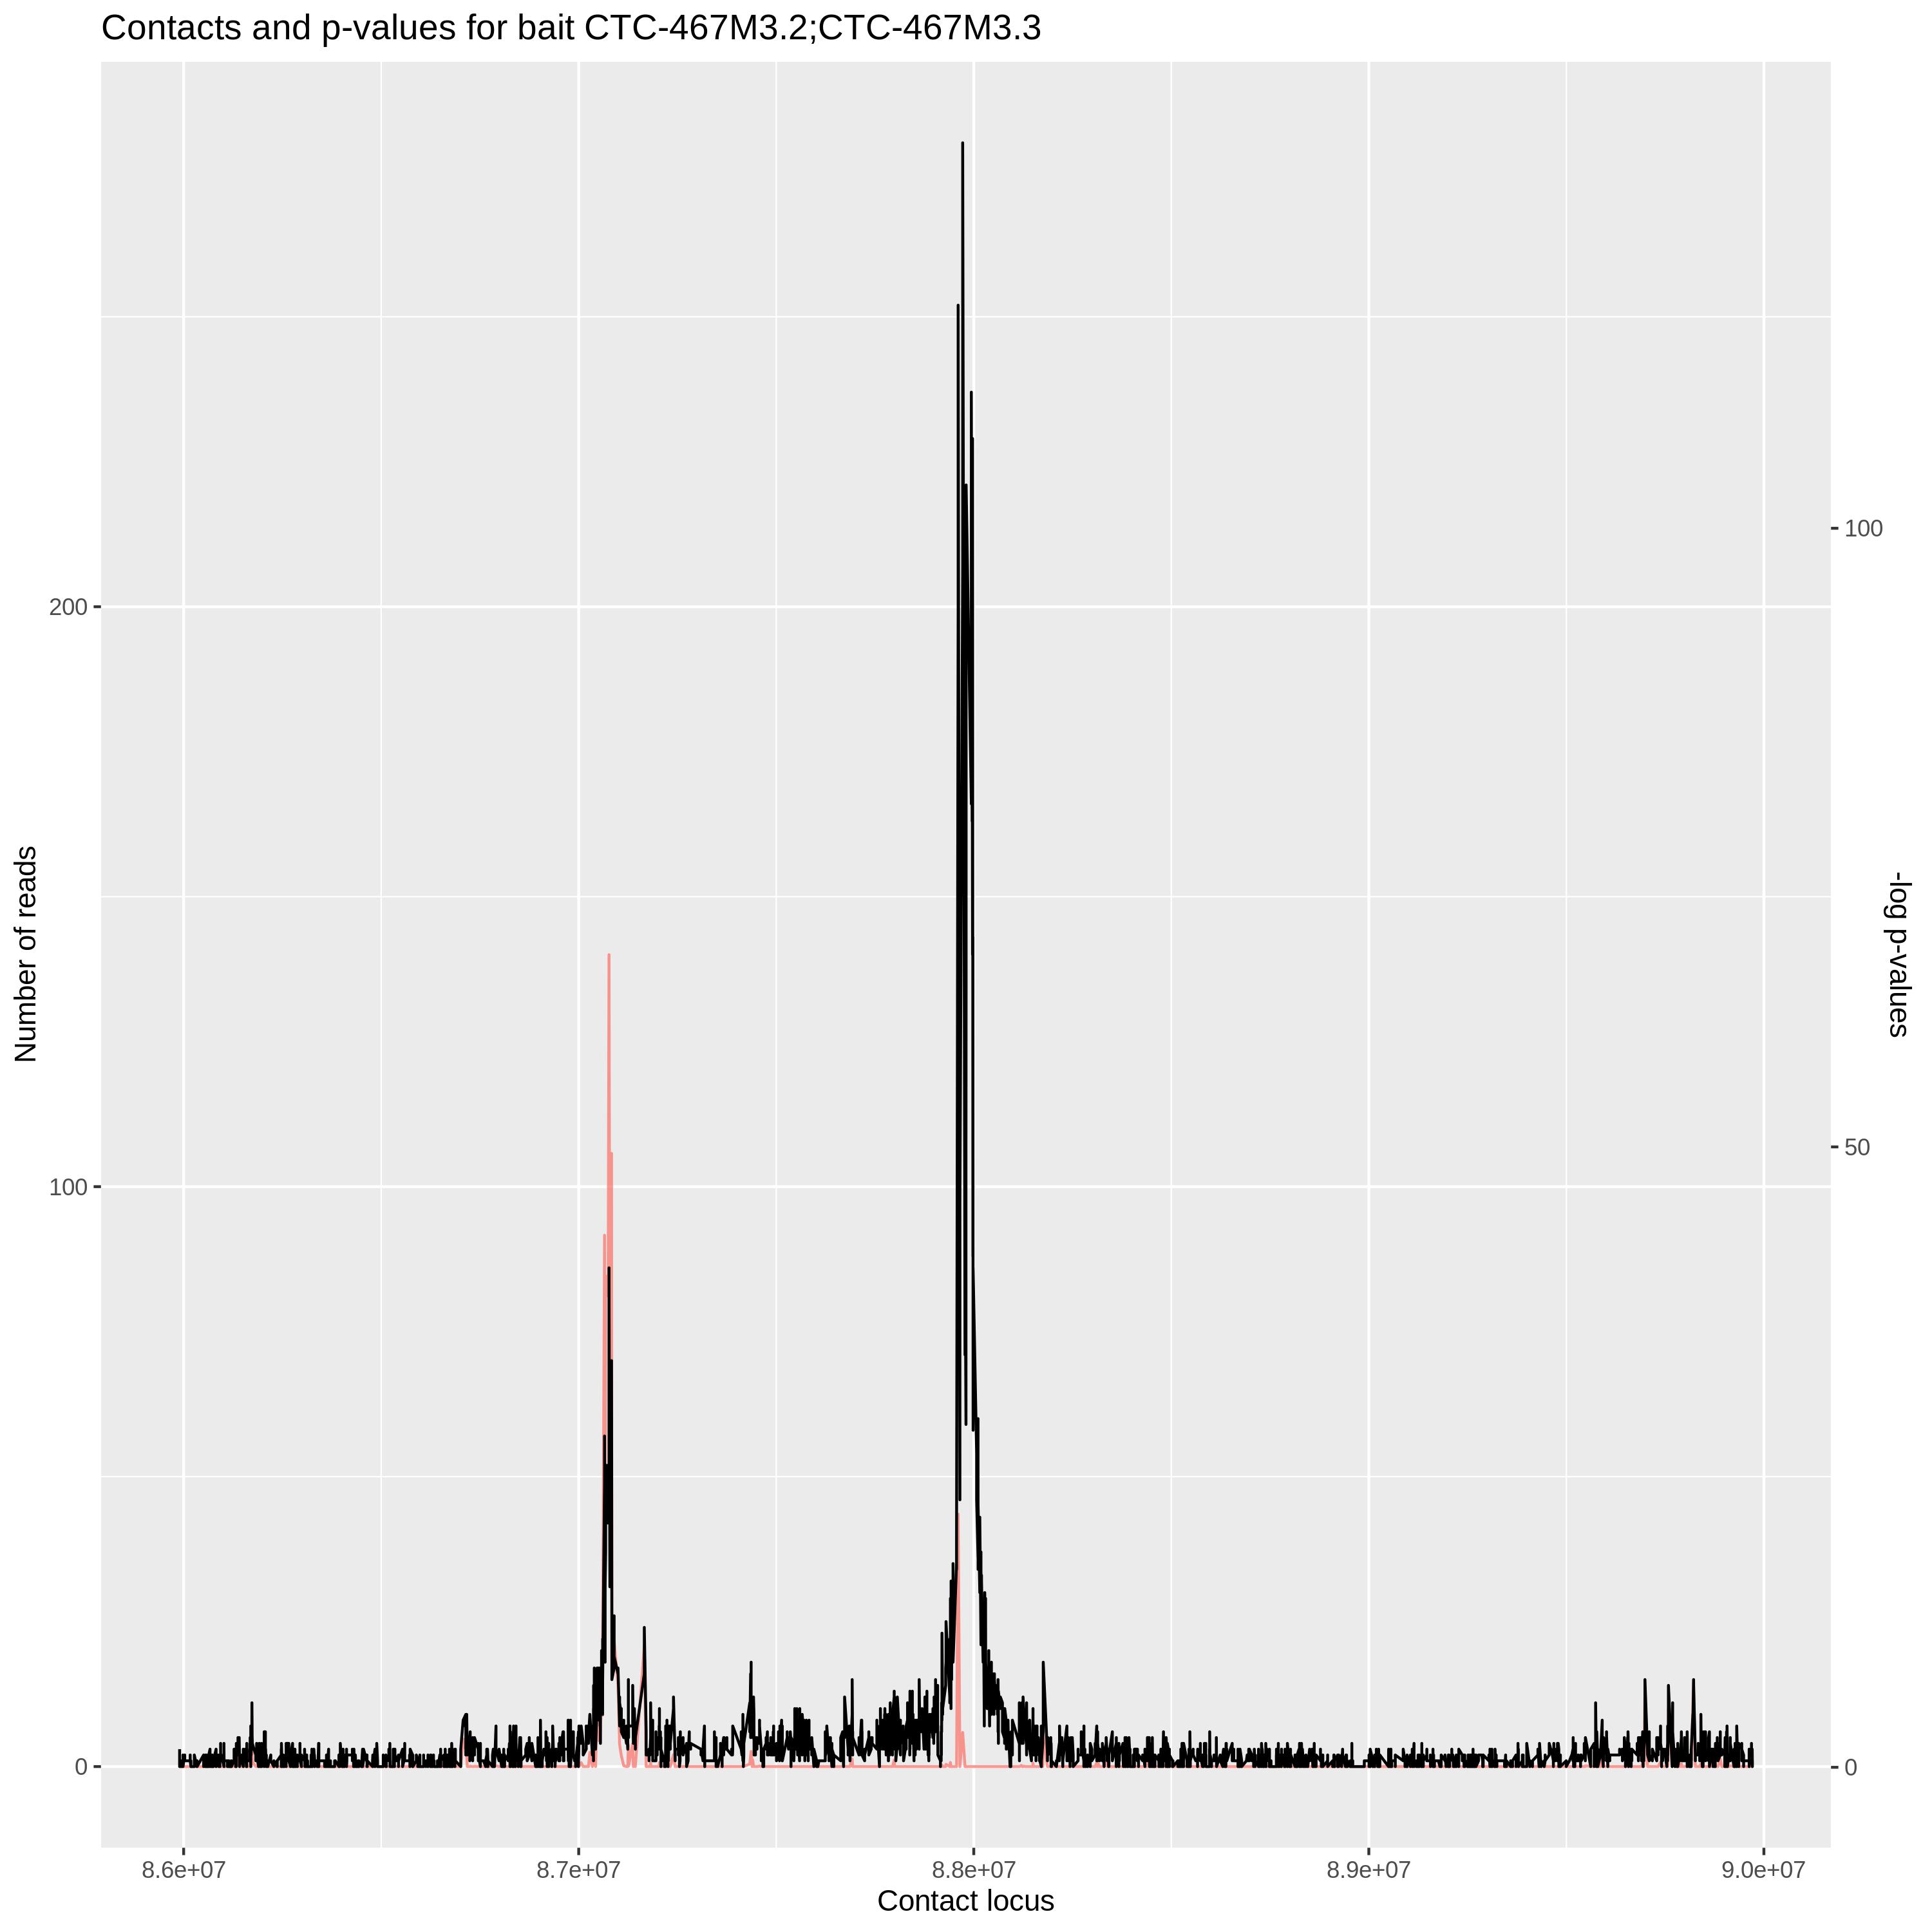 Contacts and p-values for bait CTC-467M3.2;CTC-467M3.3
Number of reads
200
100
0
-log p-values
100
50
0
8.6e+07 8.7e+07 8.8e+07 8.9e+07 9.0e+07
Contact locus